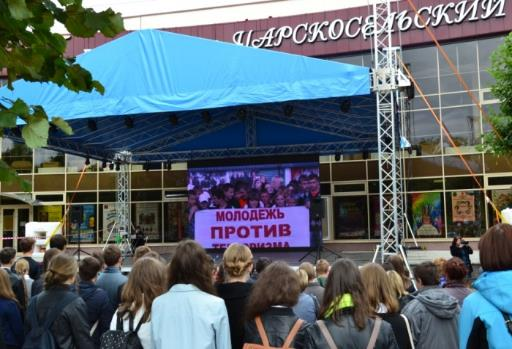 ЦАРСКОСЕЛЬСКИЙ
МОЛОДЕЖЬ
ПРОТИВ
ТЕРРОРИЗМА